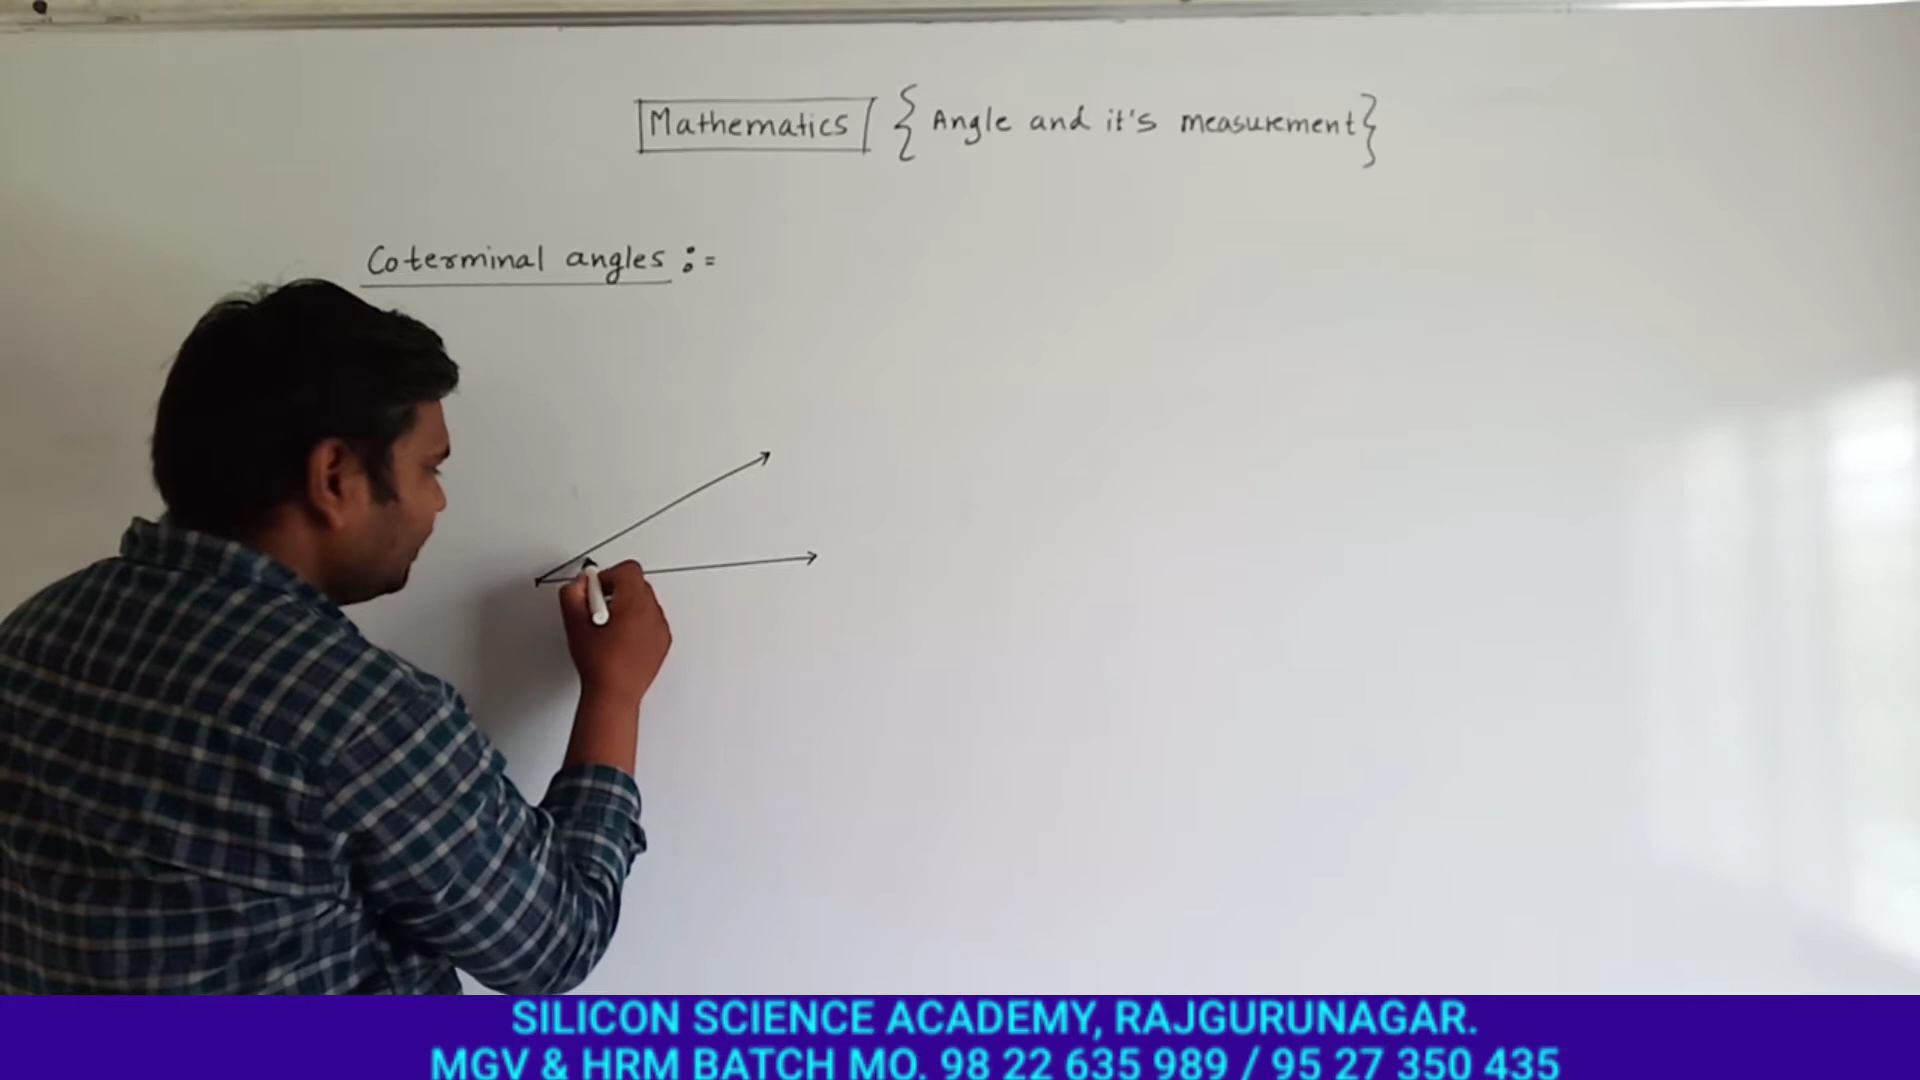 Mathematics { Angle and it's measurement }
Coterminal angles :=
SILICON SCIENCE ACADEMY, RAJGURUNAGAR.
MGV & HRM BATCH MO. 98 22 635 989 / 95 27 350 435